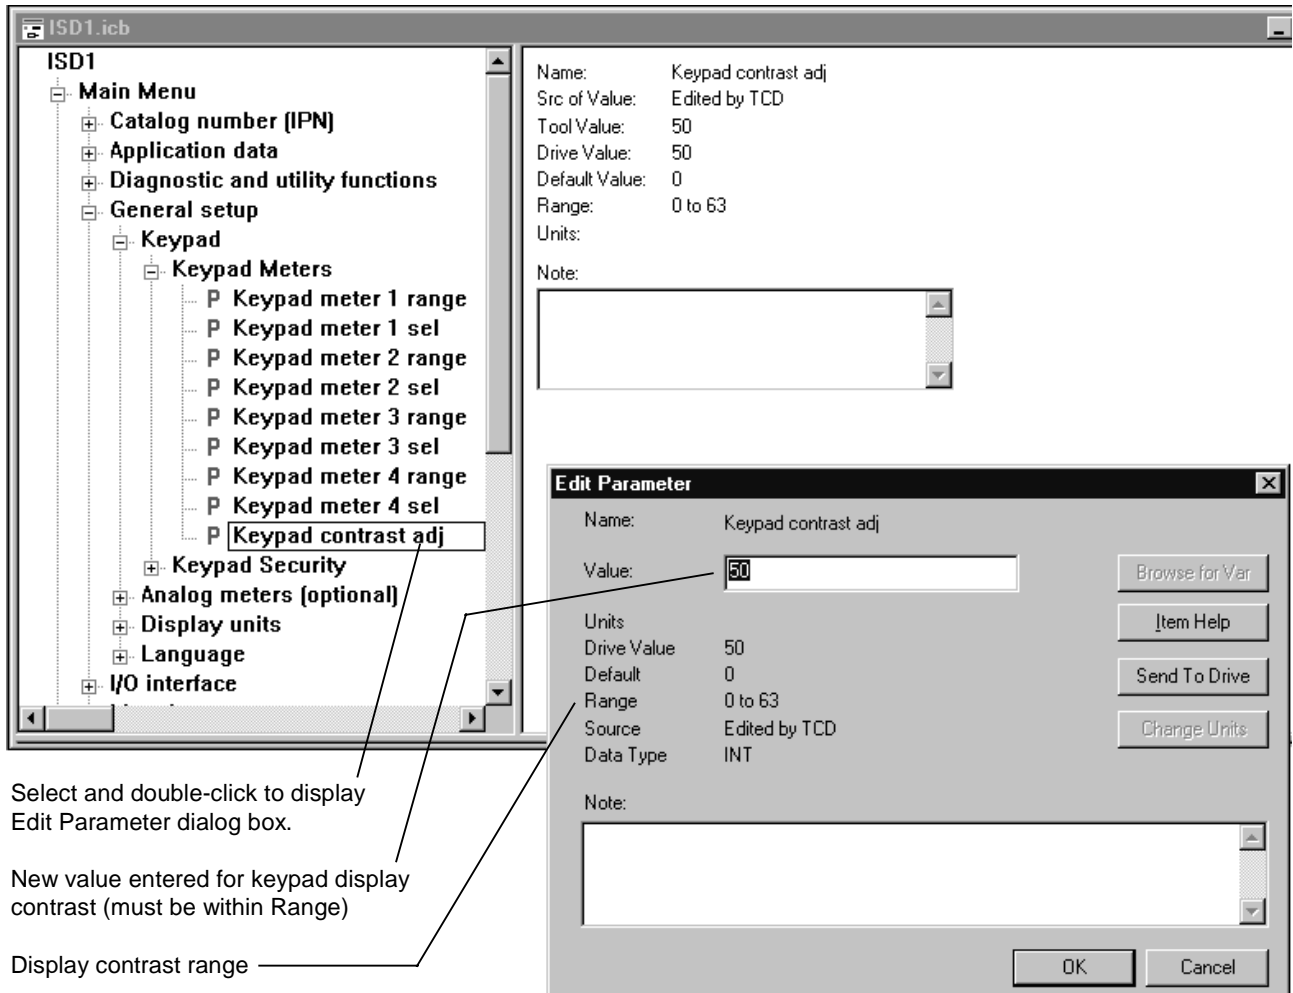 ISD1.icb
ISD1
Main Menu
Catalog number (IPN)
Application data
Diagnostic and utility functions
General setup
Keypad
Keypad Meters
P Keypad meter 1 range
P Keypad meter 1 sel
P Keypad meter 2 range
P Keypad meter 2 sel
P Keypad meter 3 range
P Keypad meter 3 sel
P Keypad meter 4 range
P Keypad meter 4 sel
P Keypad contrast adj
Keypad Security
Analog meters (optional)
Display units
Language
I/O interface
Name: Keypad contrast adj
Src of Value: Edited by TCD
Tool Value: 50
Drive Value: 50
Default Value: 0
Range: 0 to 63
Units:
Note:
Edit Parameter
Name: Keypad contrast adj
Value: 50
Browse for Var
Units
Item Help
Drive Value 50
Default 0
Send To Drive
Range 0 to 63
Source Edited by TCD
Change Units
Data Type INT
Note:
OK Cancel
Select and double-click to display
Edit Parameter dialog box.
New value entered for keypad display
contrast (must be within Range)
Display contrast range